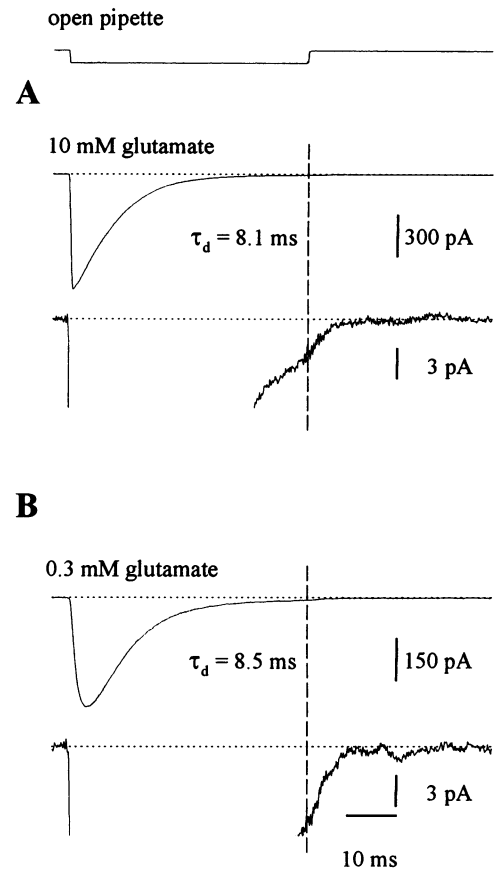 open pipette
A
10 mM glutamate
τd = 8.1 ms
300 pA
3 pA
B
0.3 mM glutamate
τd = 8.5 ms
150 pA
3 pA
10 ms